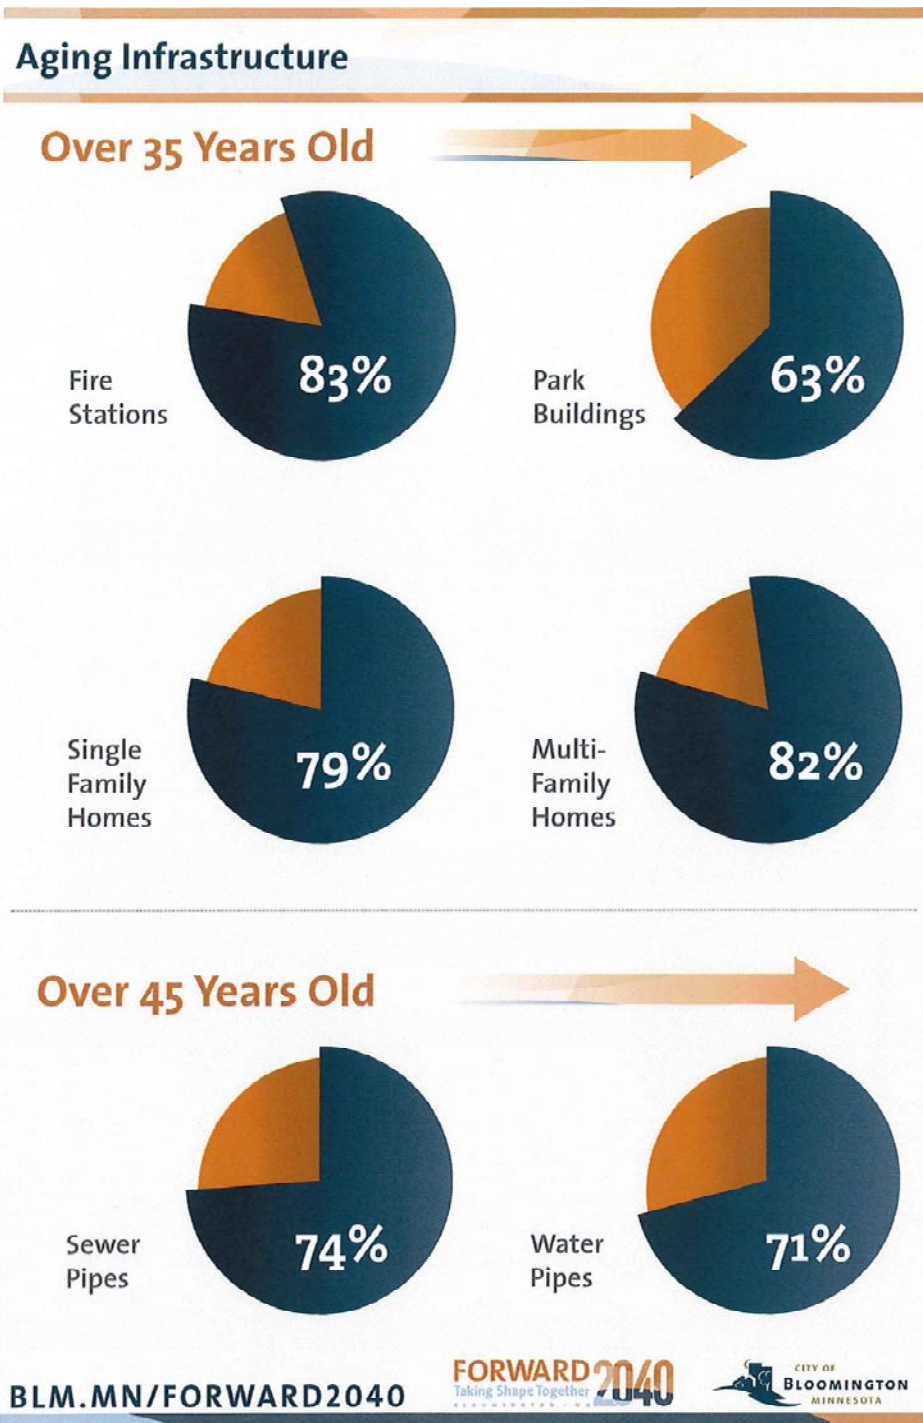 Aging Infrastructure
Over 35 Years Old
83%
Fire
Stations
63%
Park
Buildings
79%
Single
Family
Homes
82%
Multi-
Family
Homes
Over 45 Years Old
74%
Sewer
Pipes
71%
Water
Pipes
BLM.MN/FORWARD2040
FORWARD 2040
Taking Shape Together
BLOOMINGTON · MN
CITY OF
BLOOMINGTON
MINNESOTA